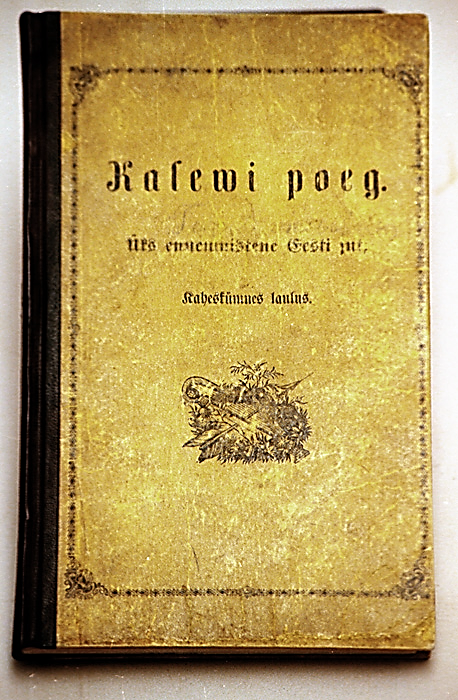 Kalewi poeg.
Üks ennemuistene Eesti jut,
Kaheskümnes laulus.